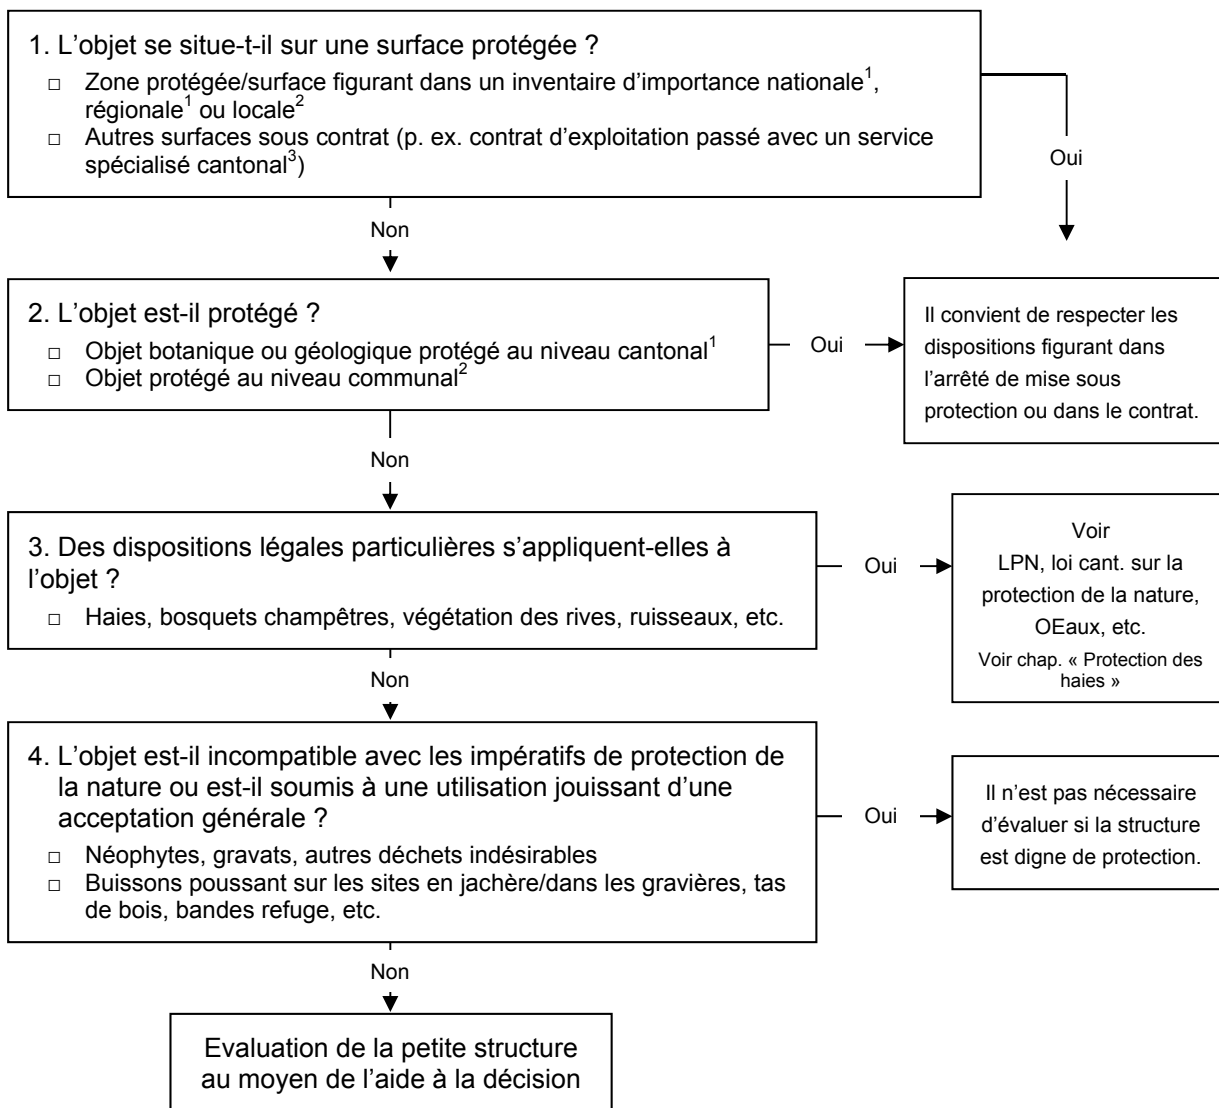 1. L’objet se situe-t-il sur une surface protégée ?
□ Zone protégée/surface figurant dans un inventaire d’importance nationale¹,
régionale¹ ou locale²
□ Autres surfaces sous contrat (p. ex. contrat d’exploitation passé avec un service
spécialisé cantonal³)
Oui
Non
2. L’objet est-il protégé ?
□ Objet botanique ou géologique protégé au niveau cantonal¹
□ Objet protégé au niveau communal²
Oui
Il convient de respecter les
dispositions figurant dans
l’arrêté de mise sous
protection ou dans le contrat.
Non
3. Des dispositions légales particulières s’appliquent-elles à
l’objet ?
□ Haies, bosquets champêtres, végétation des rives, ruisseaux, etc.
Oui
Voir
LPN, loi cant. sur la
protection de la nature,
OEaux, etc.
Voir chap. « Protection des
haies »
Non
4. L’objet est-il incompatible avec les impératifs de protection de
la nature ou est-il soumis à une utilisation jouissant d’une
acceptation générale ?
□ Néophytes, gravats, autres déchets indésirables
□ Buissons poussant sur les sites en jachère/dans les gravières, tas
de bois, bandes refuge, etc.
Oui
Il n’est pas nécessaire
d’évaluer si la structure
est digne de protection.
Non
Evaluation de la petite structure
au moyen de l’aide à la décision